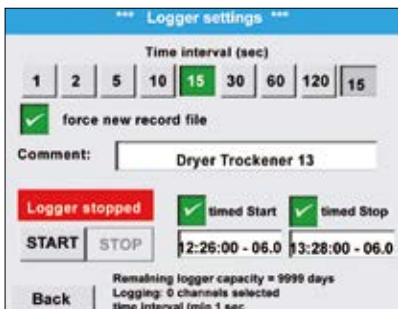 *** Logger settings ***
Time interval (sec)
1 2 5 10 15 30 60 120 15
force new record file
Comment: Dryer Trockener 13
Logger stopped timed Start timed Stop
START STOP 12:26:00 - 06.0 13:28:00 - 06.0
Remaining logger capacity = 9999 days
Logging: 0 channels selected
Back time interval (min 1 sec